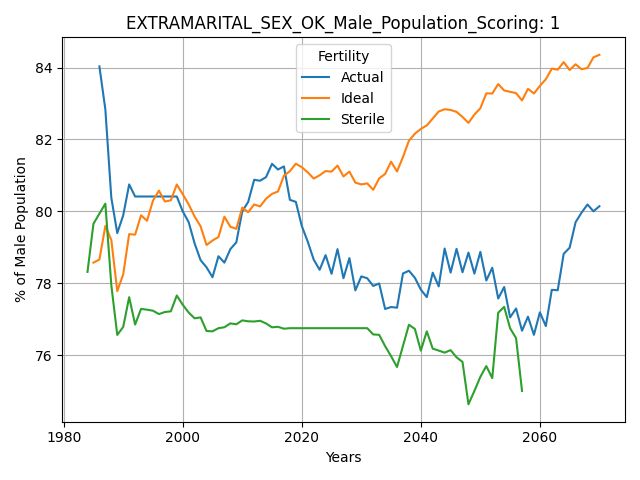 EXTRAMARITAL_SEX_OK_Male_Population_Scoring: 1
Fertility
Actual
Ideal
Sterile
% of Male Population
84
82
80
78
76
1980
2000
2020
2040
2060
Years